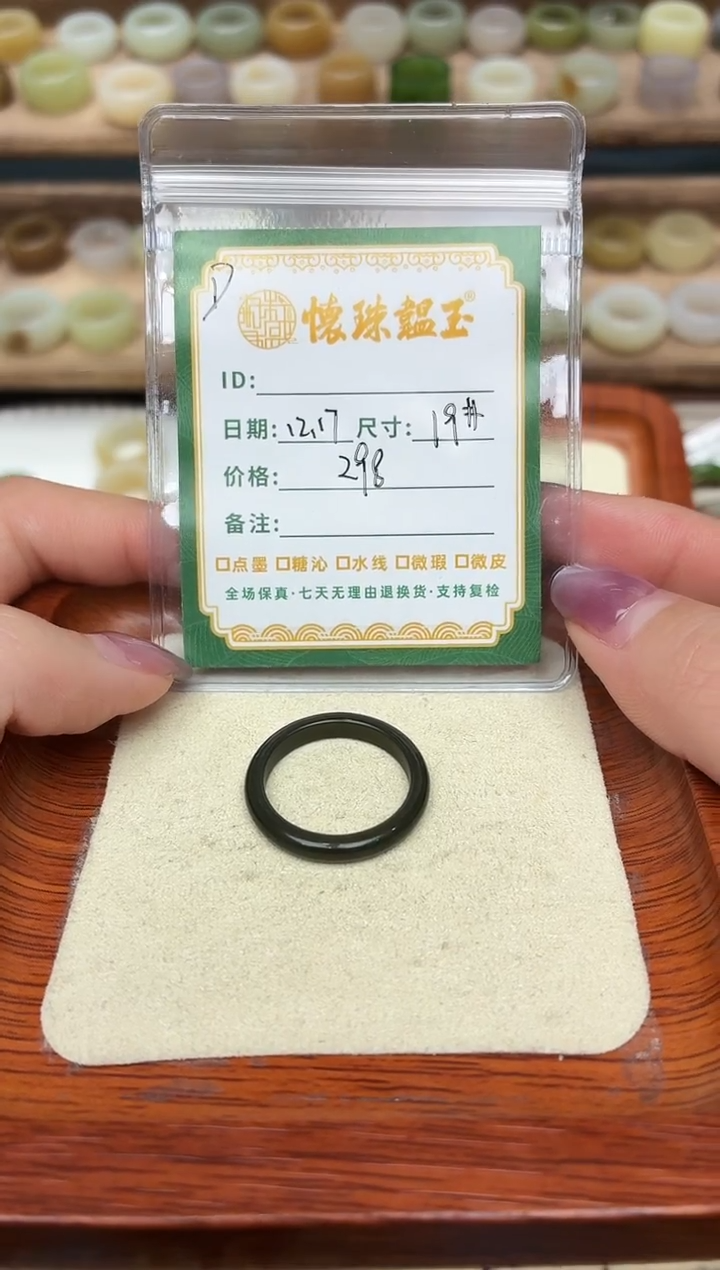 D
懐珠韞玉®
ID:
日期: 12.17 尺寸: 19#
价格: 298
备注:
□点墨 □糖沁 □水线 □微瑕 □微皮
全场保真·七天无理由退换货·支持复检